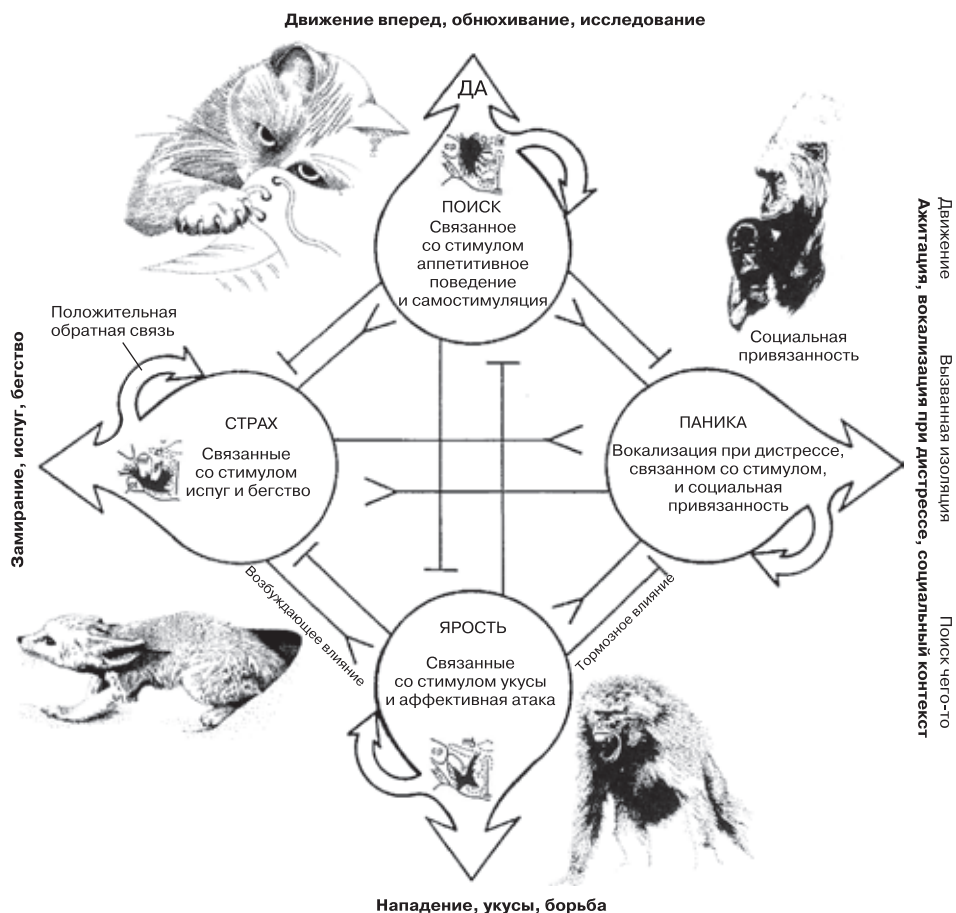 Движение вперед, обнюхивание, исследование
ДА
ПОИСК
Связанное
со стимулом
аппетитивное
поведение
и самостимуляция
Социальная
привязанность
Положительная
обратная связь
Замирание, испуг, бегство
СТРАХ
Связанные
со стимулом
испуг и бегство
ПАНИКА
Вокализация при дистрессе,
связанном со стимулом,
и социальная
привязанность
Движение
Вызванная изоляция
Поиск чего-то
Ажитация, вокализация при дистрессе, социальный контекст
Возбуждающее влияние
Тормозное влияние
ЯРОСТЬ
Связанные
со стимулом укусы
и аффективная атака
Нападение, укусы, борьба